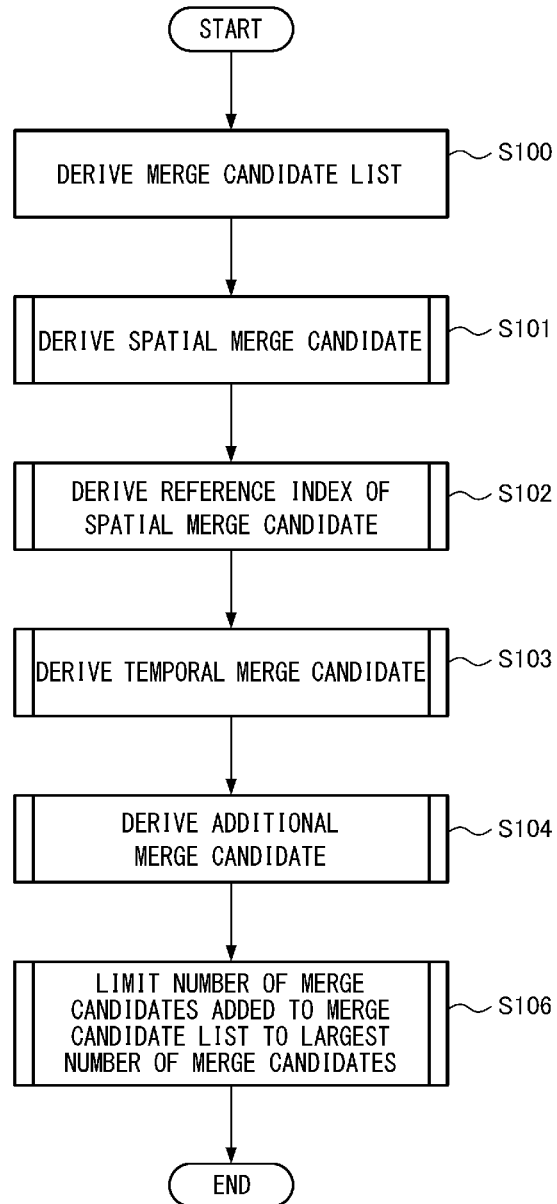 START
DERIVE MERGE CANDIDATE LIST
S100
DERIVE SPATIAL MERGE CANDIDATE
S101
DERIVE REFERENCE INDEX OF
SPATIAL MERGE CANDIDATE
S102
DERIVE TEMPORAL MERGE CANDIDATE
S103
DERIVE ADDITIONAL
MERGE CANDIDATE
S104
LIMIT NUMBER OF MERGE
CANDIDATES ADDED TO MERGE
CANDIDATE LIST TO LARGEST
NUMBER OF MERGE CANDIDATES
S106
END